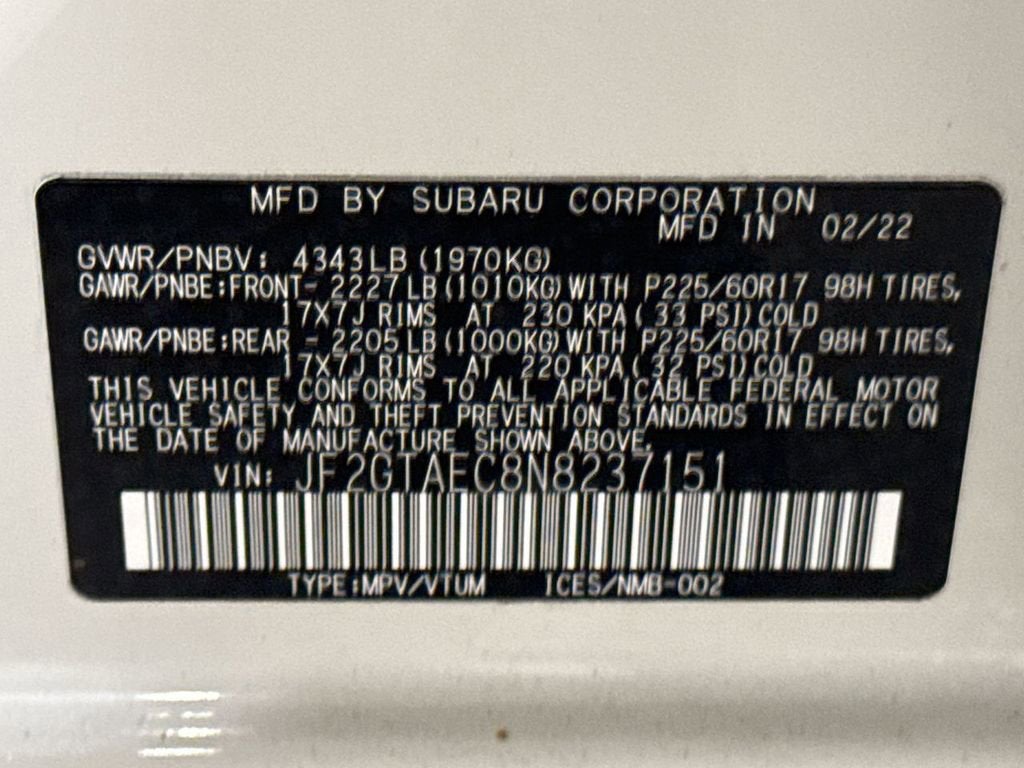 MFD BY SUBARU CORPORATION
MFD IN 02/22
GVWR/PNBV: 4343LB(1970KG)
GAWR/PNBE:FRONT- 2227LB(1010KG)WITH P225/60R17 98H TIRES,
17X7J RIMS AT 230 KPA( 33 PSI)COLD
GAWR/PNBE:REAR - 2205LB(1000KG)WITH P225/60R17 98H TIRES,
17X7J RIMS AT 220 KPA( 32 PSI)COLD
THIS VEHICLE CONFORMS TO ALL APPLICABLE FEDERAL MOTOR
VEHICLE SAFETY AND THEFT PREVENTION STANDARDS IN EFFECT ON
THE DATE OF MANUFACTURE SHOWN ABOVE.
VIN: JF2GTAEC8N8237151
TYPE:MPV/VTUM ICES/NMB-002